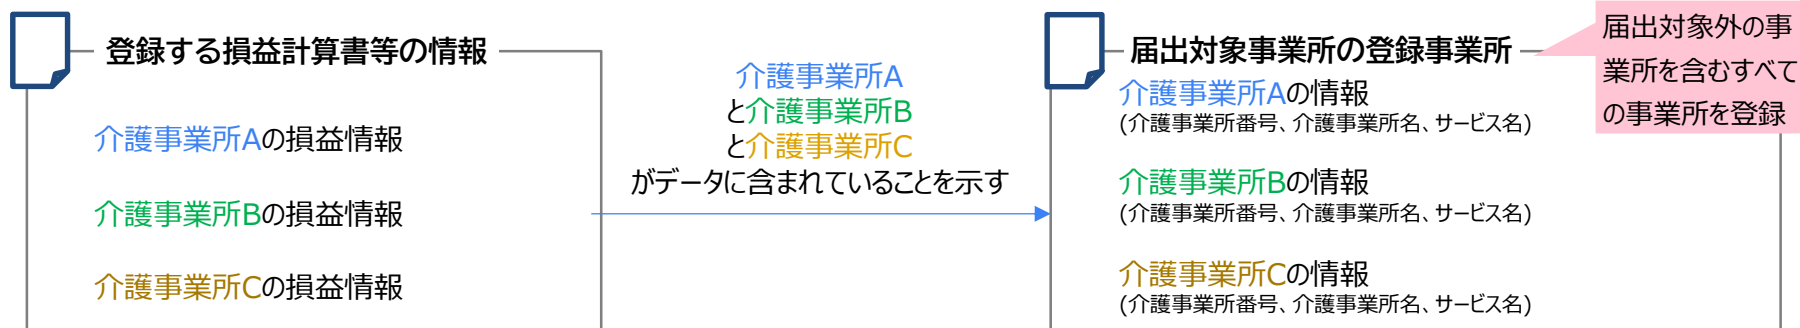 登録する損益計算書等の情報
介護事業所Aの損益情報
介護事業所Bの損益情報
介護事業所Cの損益情報
介護事業所A
と介護事業所B
と介護事業所C
がデータに含まれていることを示す
届出対象事業所の登録事業所
介護事業所Aの情報
(介護事業所番号、介護事業所名、サービス名)
介護事業所Bの情報
(介護事業所番号、介護事業所名、サービス名)
介護事業所Cの情報
(介護事業所番号、介護事業所名、サービス名)
届出対象外の事
業所を含むすべて
の事業所を登録